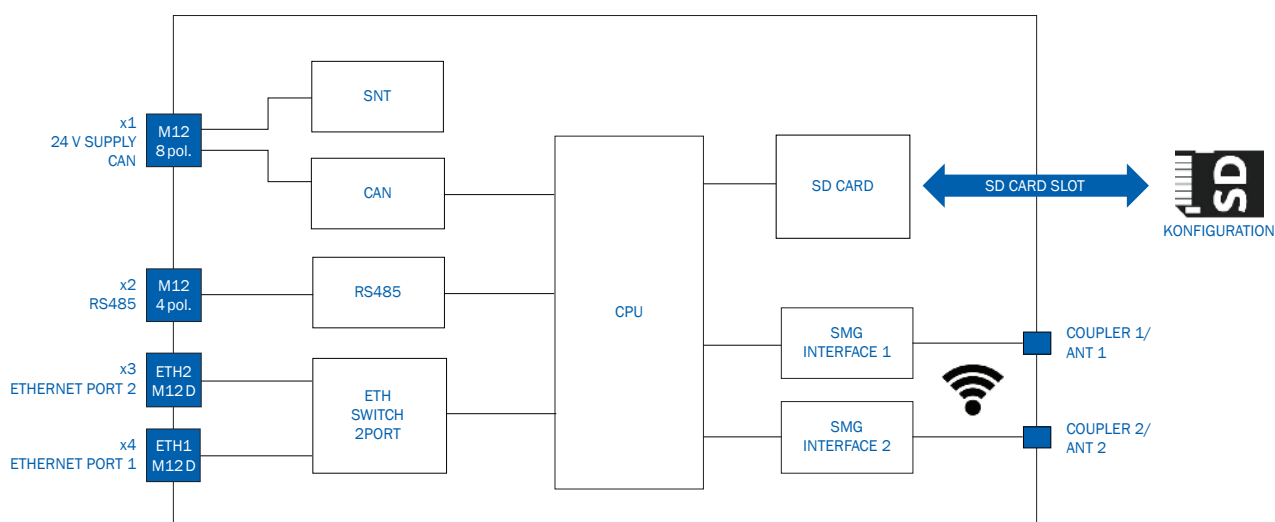 x1
24 V SUPPLY
CAN
M12
8 pol.
SNT
CAN
x2
RS485
M12
4 pol.
RS485
x3
ETHERNET PORT 2
ETH2
M12 D
x4
ETHERNET PORT 1
ETH1
M12 D
ETH
SWITCH
2PORT
CPU
SD CARD
SD CARD SLOT
SD
KONFIGURATION
SMG
INTERFACE 1
COUPLER 1/
ANT 1
SMG
INTERFACE 2
COUPLER 2/
ANT 2